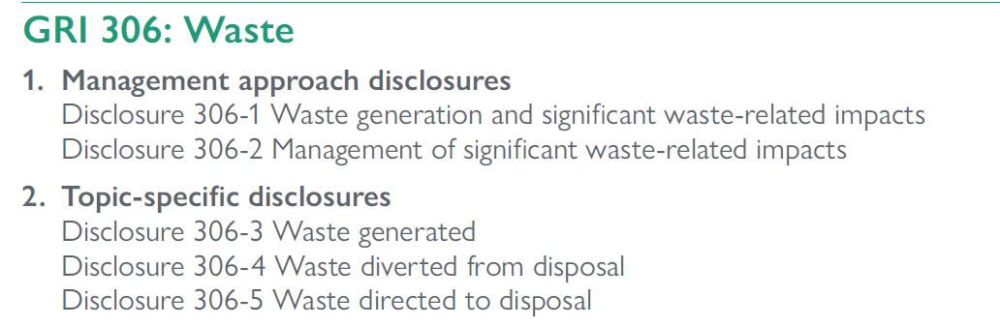 GRI 306: Waste
1. Management approach disclosures
Disclosure 306-1 Waste generation and significant waste-related impacts
Disclosure 306-2 Management of significant waste-related impacts
2. Topic-specific disclosures
Disclosure 306-3 Waste generated
Disclosure 306-4 Waste diverted from disposal
Disclosure 306-5 Waste directed to disposal